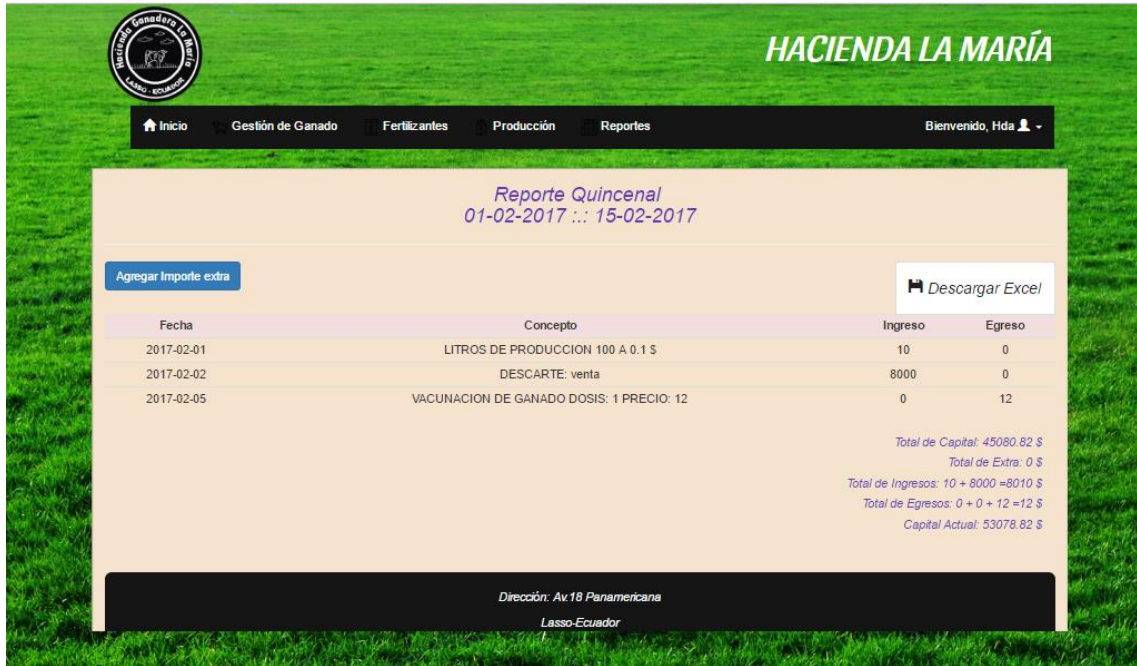 Hacienda Ganadera La María
LASSO - ECUADOR
HACIENDA LA MARÍA
Inicio Gestión de Ganado Fertilizantes Producción Reportes Bienvenido, Hda
Reporte Quincenal
01-02-2017 :.: 15-02-2017
Agregar Importe extra
Descargar Excel
Fecha Concepto Ingreso Egreso
2017-02-01 LITROS DE PRODUCCION 100 A 0.1 $ 10 0
2017-02-02 DESCARTE: venta 8000 0
2017-02-05 VACUNACION DE GANADO DOSIS: 1 PRECIO: 12 0 12
Total de Capital: 45080.82 $
Total de Extra: 0 $
Total de Ingresos: 10 + 8000 =8010 $
Total de Egresos: 0 + 0 + 12 =12 $
Capital Actual: 53078.82 $
Dirección: Av.18 Panamericana
Lasso-Ecuador